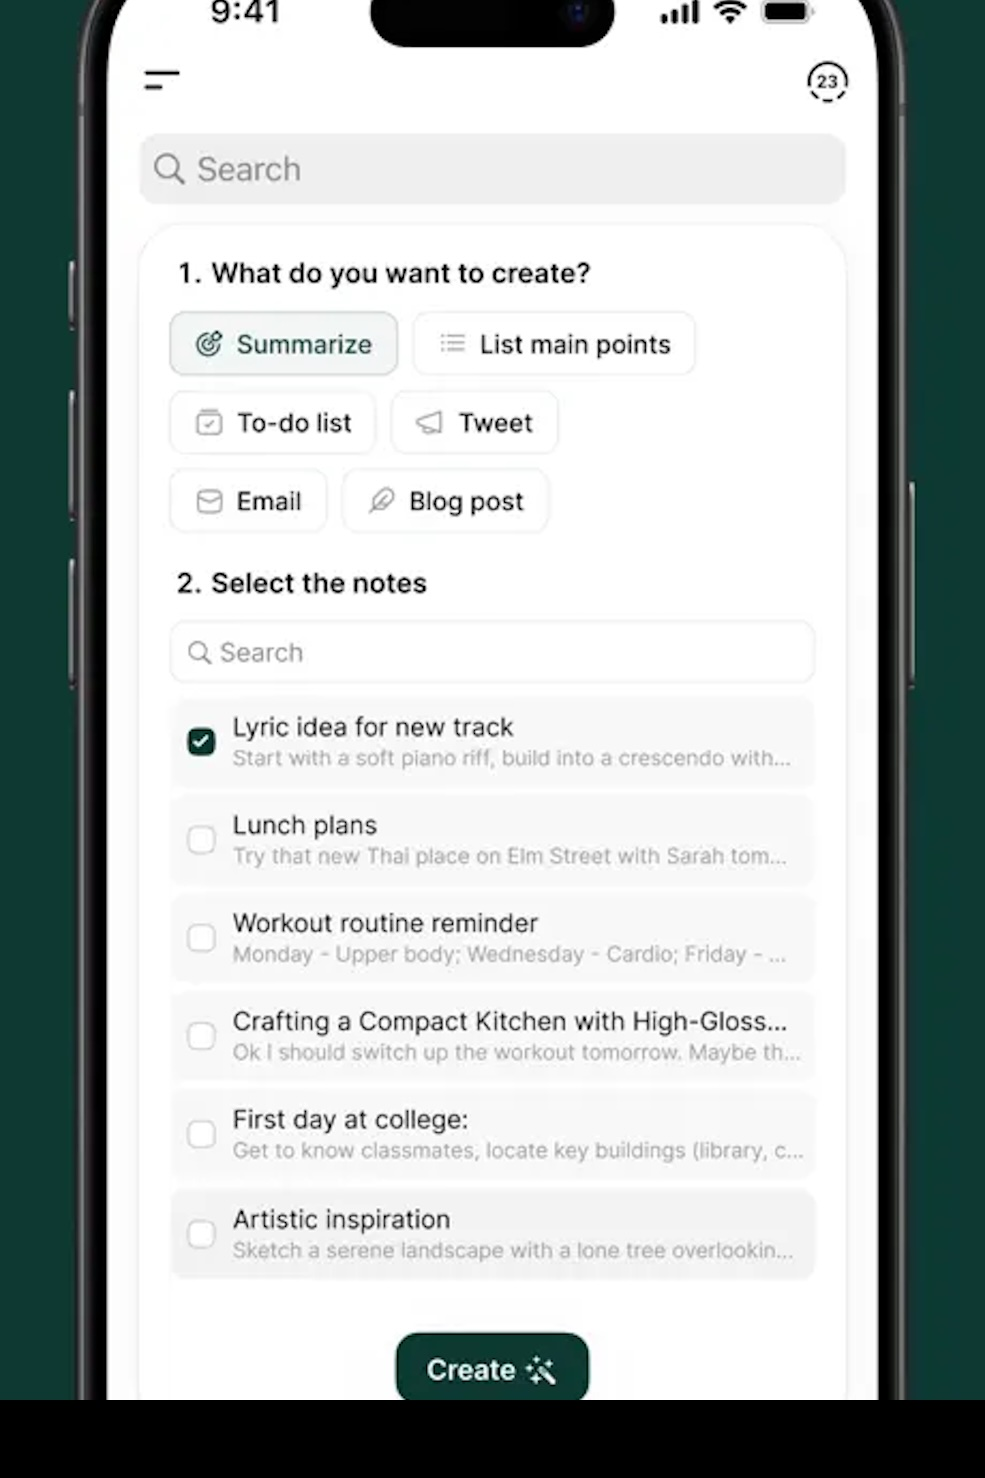 9:41
23
Search
1. What do you want to create?
Summarize
List main points
To-do list
Tweet
Email
Blog post
2. Select the notes
Search
Lyric idea for new track
Start with a soft piano riff, build into a crescendo with...
Lunch plans
Try that new Thai place on Elm Street with Sarah tom...
Workout routine reminder
Monday - Upper body; Wednesday - Cardio; Friday - ...
Crafting a Compact Kitchen with High-Gloss...
Ok I should switch up the workout tomorrow. Maybe th...
First day at college:
Get to know classmates, locate key buildings (library, c...
Artistic inspiration
Sketch a serene landscape with a lone tree overlookin...
Create